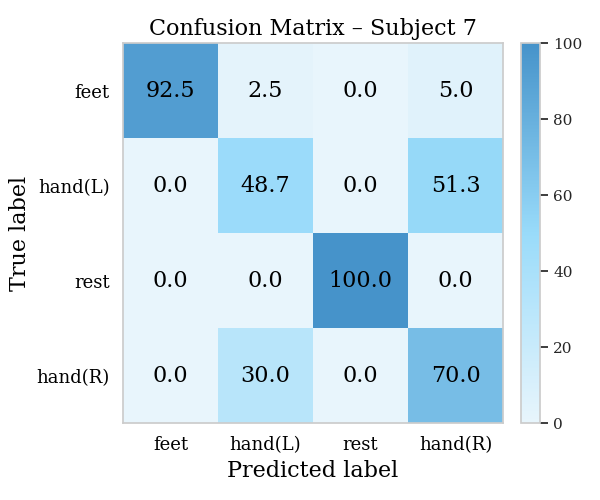 Confusion Matrix – Subject 7
True label
feet 92.5 2.5 0.0 5.0
hand(L) 0.0 48.7 0.0 51.3
rest 0.0 0.0 100.0 0.0
hand(R) 0.0 30.0 0.0 70.0
feet hand(L) rest hand(R)
Predicted label
100
80
60
40
20
0